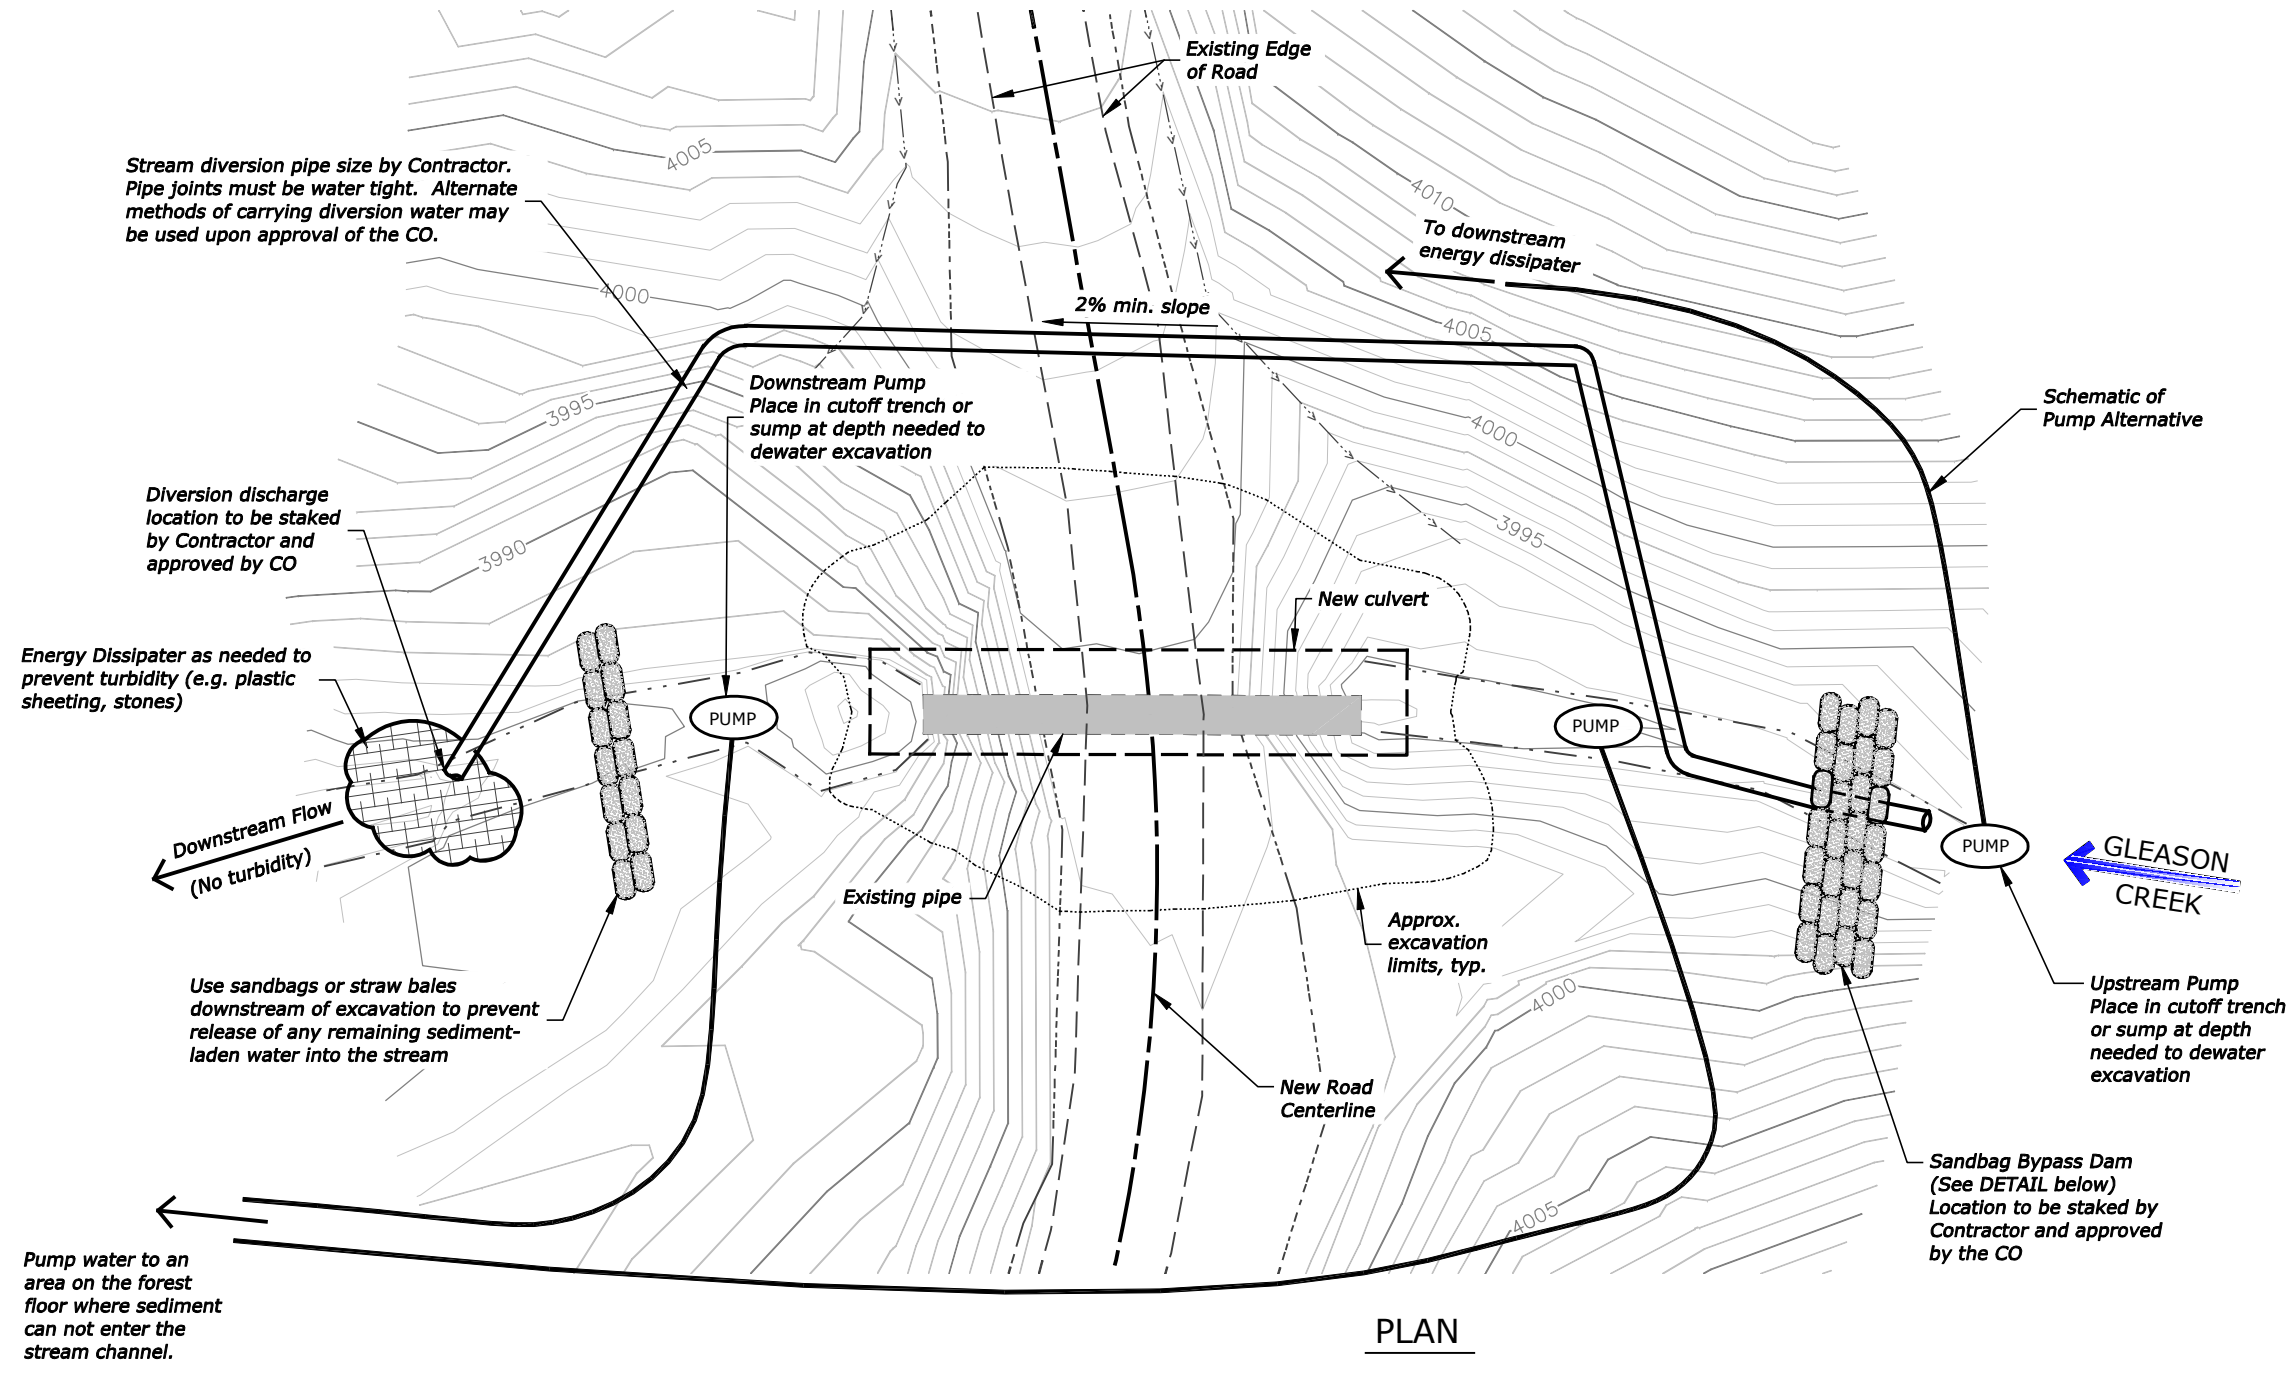 Existing Edge
of Road
4005
Stream diversion pipe size by Contractor.
Pipe joints must be water tight.  Alternate
methods of carrying diversion water may
be used upon approval of the CO.
4010
To downstream
energy dissipater
4000
2% min. slope
4005
Schematic of
Pump Alternative
3995
Downstream Pump
Place in cutoff trench or
sump at depth needed to
dewater excavation
4000
Diversion discharge
location to be staked
by Contractor and
approved by CO
3990
3995
New culvert
Energy Dissipater as needed to
prevent turbidity (e.g. plastic
sheeting, stones)
PUMP
PUMP
PUMP
Downstream Flow
(No turbidity)
GLEASON
CREEK
Existing pipe
Approx.
excavation
limits, typ.
Use sandbags or straw bales
downstream of excavation to prevent
release of any remaining sediment-
laden water into the stream
4000
Upstream Pump
Place in cutoff trench
or sump at depth
needed to dewater
excavation
New Road
Centerline
Sandbag Bypass Dam
(See DETAIL below)
Location to be staked by
Contractor and approved
by the CO
4005
Pump water to an
area on the forest
floor where sediment
can not enter the
stream channel.
PLAN